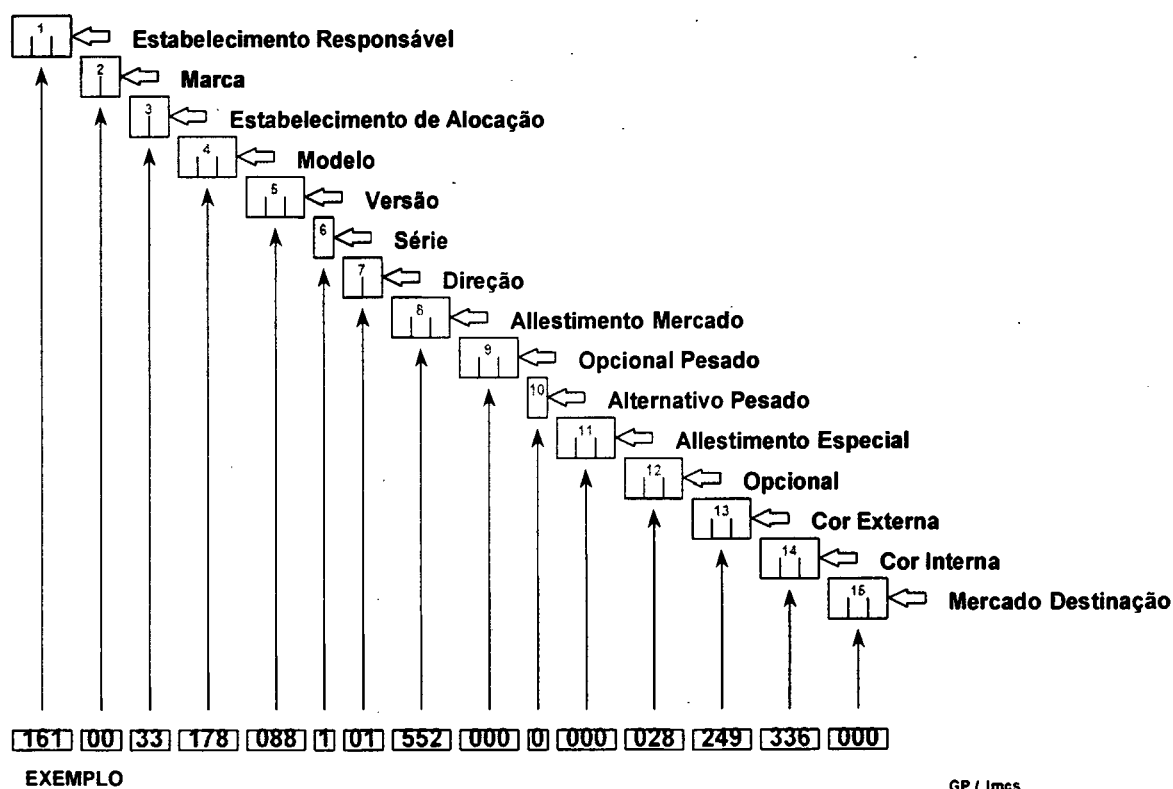 1 Estabelecimento Responsável
2 Marca
3 Estabelecimento de Alocação
4 Modelo
5 Versão
6 Série
7 Direção
8 Allestimento Mercado
9 Opcional Pesado
10 Alternativo Pesado
11 Allestimento Especial
12 Opcional
13 Cor Externa
14 Cor Interna
15 Mercado Destinação
161 00 33 178 088 1 01 552 000 0 000 028 249 336 000
EXEMPLO
GP / lmcs